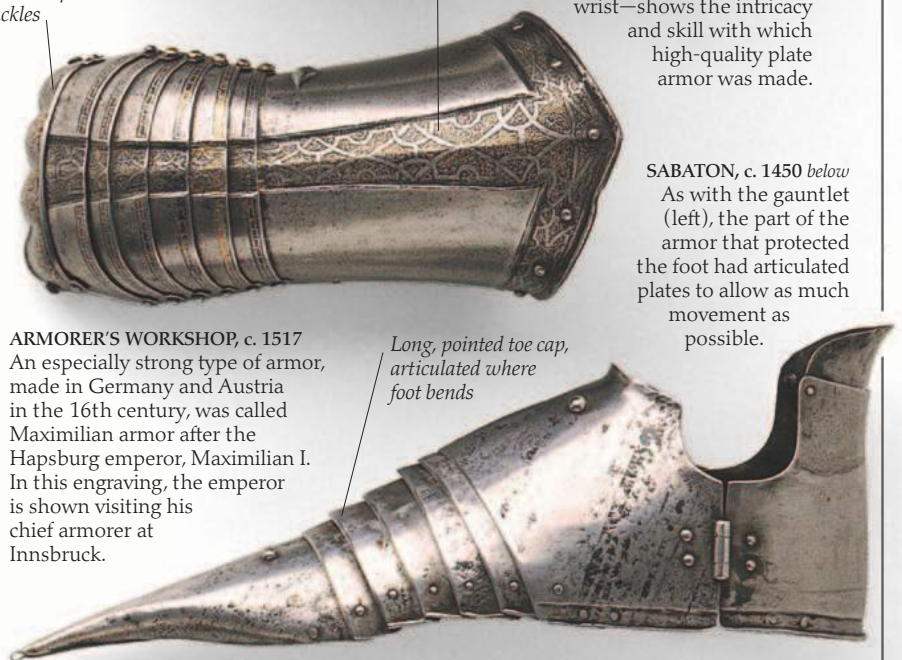 ckles
wrist—shows the intricacy
and skill with which
high-quality plate
armor was made.
SABATON, c. 1450 below
As with the gauntlet
(left), the part of the
armor that protected
the foot had articulated
plates to allow as much
movement as
possible.
ARMORER'S WORKSHOP, c. 1517
An especially strong type of armor,
made in Germany and Austria
in the 16th century, was called
Maximilian armor after the
Hapsburg emperor, Maximilian I.
In this engraving, the emperor
is shown visiting his
chief armorer at
Innsbruck.
Long, pointed toe cap,
articulated where
foot bends